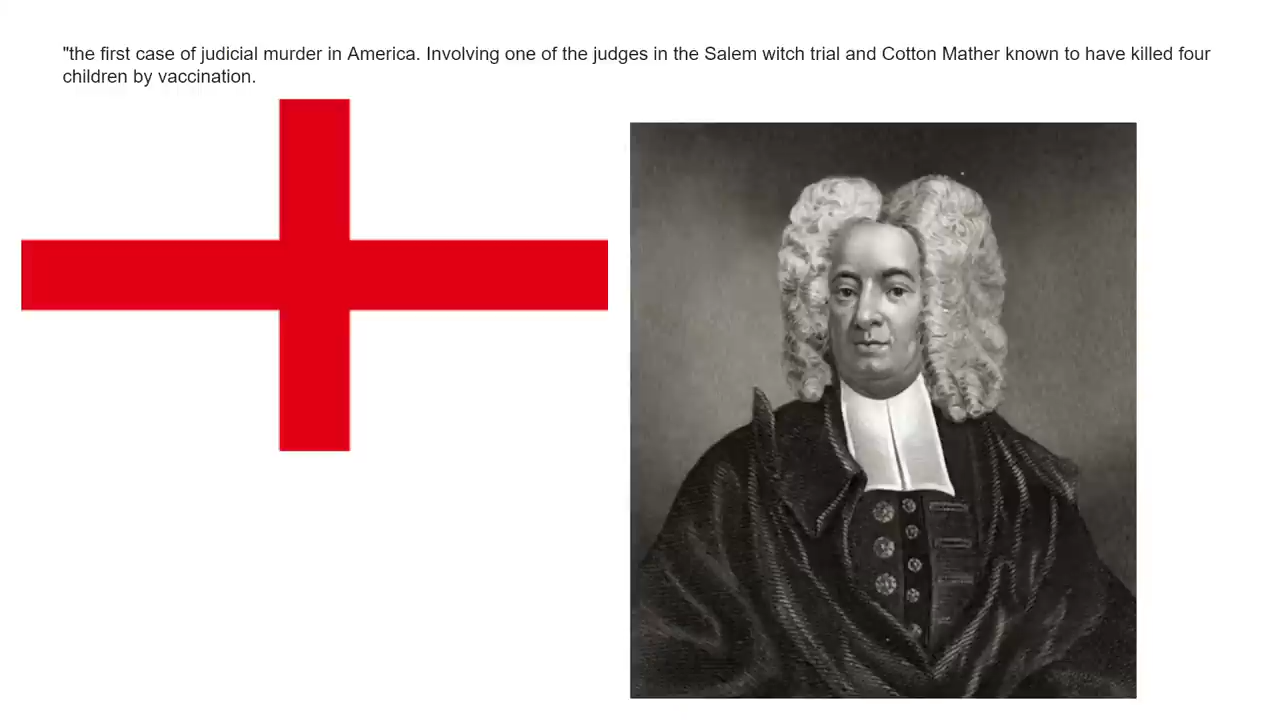 "the first case of judicial murder in America. Involving one of the judges in the Salem witch trial and Cotton Mather known to have killed four
children by vaccination.